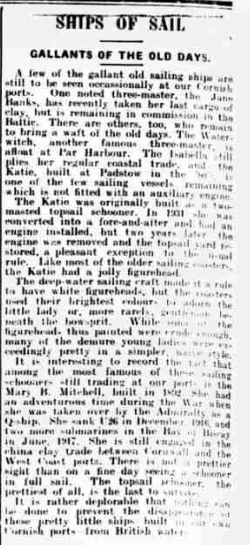 SHIPS OF SAIL
GALLANTS OF THE OLD DAYS.
A few of the gallant old sailing ships are
still to be seen occasionally at our Cornish
ports. One noted three-master, the Jane
Banks, has recently taken her last cargo of
clay, but is remaining in commission in the
Baltic. There are others, too, who remain
to bring a waft of the old days. The Water-
witch, another famous three-master, is
afloat at Par Harbour. The Isabella still
plies her regular coastal trade, and the
Katie, built at Padstow in the
one of the few sailing vessels remaining
which is not fitted with an auxiliary engine.
The Katie was originally built as a two-
masted topsail schooner. In 1931 she was
converted into a fore-and-after and had an
engine installed, but two years later the
engine was removed and the topsail yard re-
stored, a pleasant exception to the usual
rule. Like most of the older sailing coasters,
the Katie had a jolly figurehead.
The deep-water sailing craft made it a rule
to have white figureheads, but the coasters
used their brightest colours to adorn the
little lady or, more rarely, gentleman be-
neath the bowsprit. While some of the
figureheads thus painted were crude enough,
many of the demure young ladies were ex-
ceedingly pretty in a simple, naive style.
It is interesting to record the fact that
among the most famous of these sailing
schooners still trading at our ports is the
Mary B. Mitchell, built in 1892. She had
an adventurous time during the War when
she was taken over by the Admiralty as a
Q-ship. She sank U26 in December, 1916, and
two more submarines in the Bay of Biscay
in June, 1917. She is still engaged in the
china clay trade between Cornwall and the
West Coast ports. There is not a prettier
sight than on a fine day seeing a schooner
in full sail. The topsail schooner, the
prettiest of all, is the last to survive.
It is rather deplorable that nothing can
be done to prevent the disappearance of
these pretty little ships built in our own
Cornish ports from British water